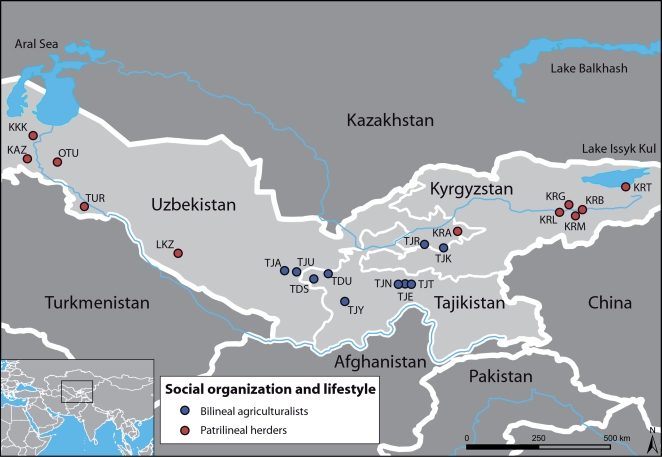 Aral Sea
Lake Balkhash
Kazakhstan
KKK
Lake Issyk Kul
KAZ
OTU
Kyrgyzstan
KRT
TUR
Uzbekistan
KRG
KRB
KRL
KRM
KRA
TJR
TJK
LKZ
TJA
TJU
TDS
TDU
TJN
TJT
TJE
TJY
Turkmenistan
Tajikistan
China
Afghanistan
Pakistan
Social organization and lifestyle
Bilineal agriculturalists
Patrilineal herders
0 250 500 km
N